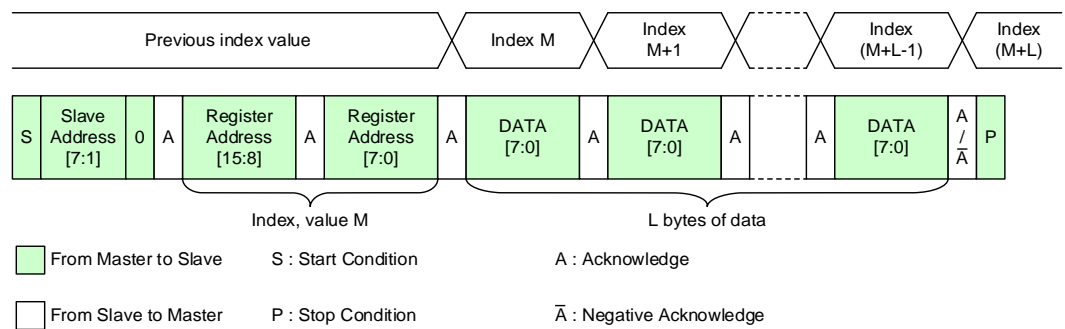 Previous index value
Index M
Index
M+1
Index
(M+L-1)
Index
(M+L)
S
Slave
Address
[7:1]
0
A
Register
Address
[15:8]
A
Register
Address
[7:0]
A
DATA
[7:0]
A
DATA
[7:0]
A
A
DATA
[7:0]
A
/
A̅
P
Index, value M
L bytes of data
From Master to Slave
S : Start Condition
A : Acknowledge
From Slave to Master
P : Stop Condition
A̅ : Negative Acknowledge